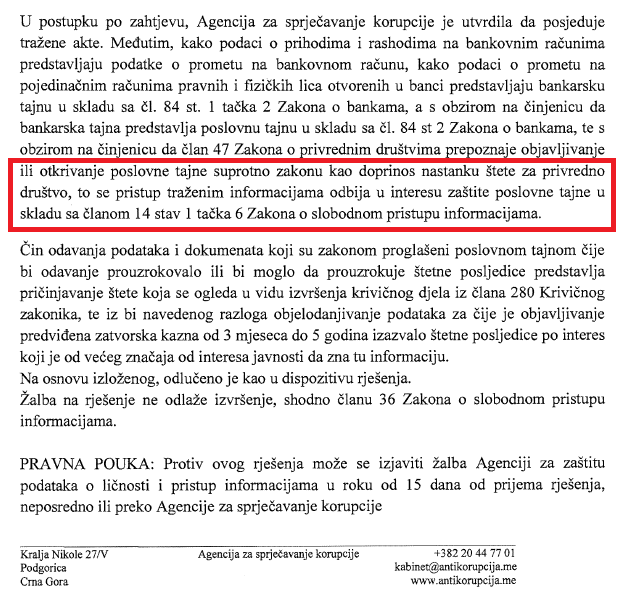 U postupku po zahtjevu, Agencija za sprječavanje korupcije je utvrdila da posjeduje
tražene akte. Međutim, kako podaci o prihodima i rashodima na bankovnim računima
predstavljaju podatke o prometu na bankovnom računu, kako podaci o prometu na
pojedinačnim računima pravnih i fizičkih lica otvorenih u banci predstavljaju bankarsku
tajnu u skladu sa čl. 84 st. 1 tačka 2 Zakona o bankama, a s obzirom na činjenicu da
bankarska tajna predstavlja poslovnu tajnu u skladu sa čl. 84 st 2 Zakona o bankama, te s
obzirom na činjenicu da član 47 Zakona o privrednim društvima prepoznaje objavljivanje
ili otkrivanje poslovne tajne suprotno zakonu kao doprinos nastanku štete za privredno
društvo, to se pristup traženim informacijama odbija u interesu zaštite poslovne tajne u
skladu sa članom 14 stav 1 tačka 6 Zakona o slobodnom pristupu informacijama.
Čin odavanja podataka i dokumenata koji su zakonom proglašeni poslovnom tajnom čije
bi odavanje prouzrokovalo ili bi moglo da prouzrokuje štetne posljedice predstavlja
pričinjavanje štete koja se ogleda u vidu izvršenja krivičnog djela iz člana 280 Krivičnog
zakonika, te iz bi navedenog razloga objelodanjivanje podataka za čije je objavljivanje
predviđena zatvorska kazna od 3 mjeseca do 5 godina izazvalo štetne posljedice po interes
koji je od većeg značaja od interesa javnosti da zna tu informaciju.
Na osnovu izloženog, odlučeno je kao u dispozitivu rješenja.
Žalba na rješenje ne odlaže izvršenje, shodno članu 36 Zakona o slobodnom pristupu
informacijama.
PRAVNA POUKA: Protiv ovog rješenja može se izjaviti žalba Agenciji za zaštitu
podataka o ličnosti i pristup informacijama u roku od 15 dana od prijema rješenja,
neposredno ili preko Agencije za sprječavanje korupcije
Kralja Nikole 27/V Agencija za sprječavanje korupcije +382 20 44 77 01
Podgorica kabinet@antikorupcija.me
Crna Gora www.antikorupcija.me